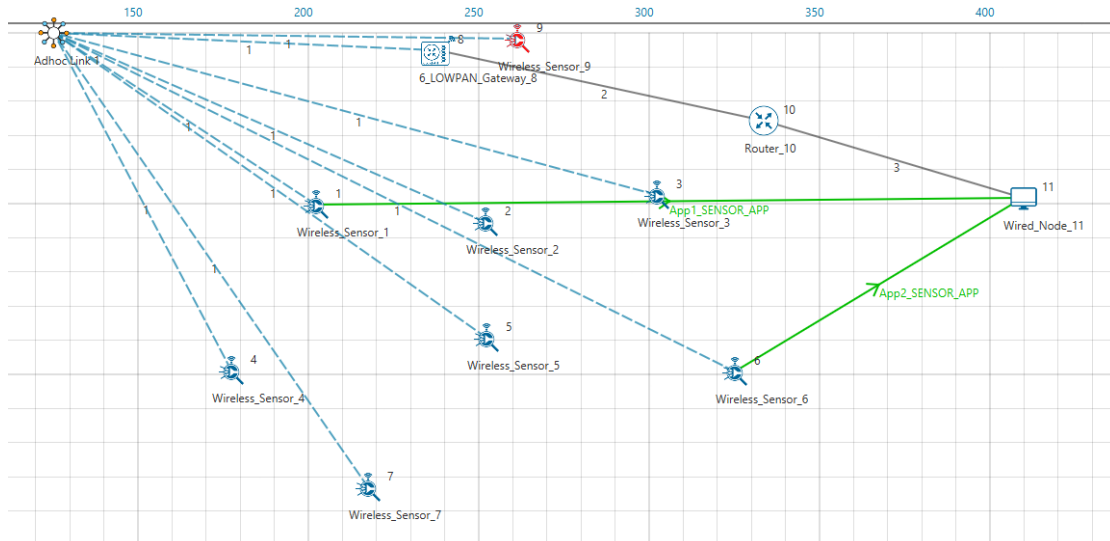 150 200 250 300 350 400
9
8
Adhoc Link 1
1 1
Wireless_Sensor_9
6_LOWPAN_Gateway_8
2
10
1
1
1
Router_10
3
3
11
1
1
1
2
1
App1_SENSOR_APP
Wireless_Sensor_3
Wireless_Sensor_1
Wired_Node_11
Wireless_Sensor_2
1
App2_SENSOR_APP
5
4
6
Wireless_Sensor_5
Wireless_Sensor_4
Wireless_Sensor_6
7
Wireless_Sensor_7